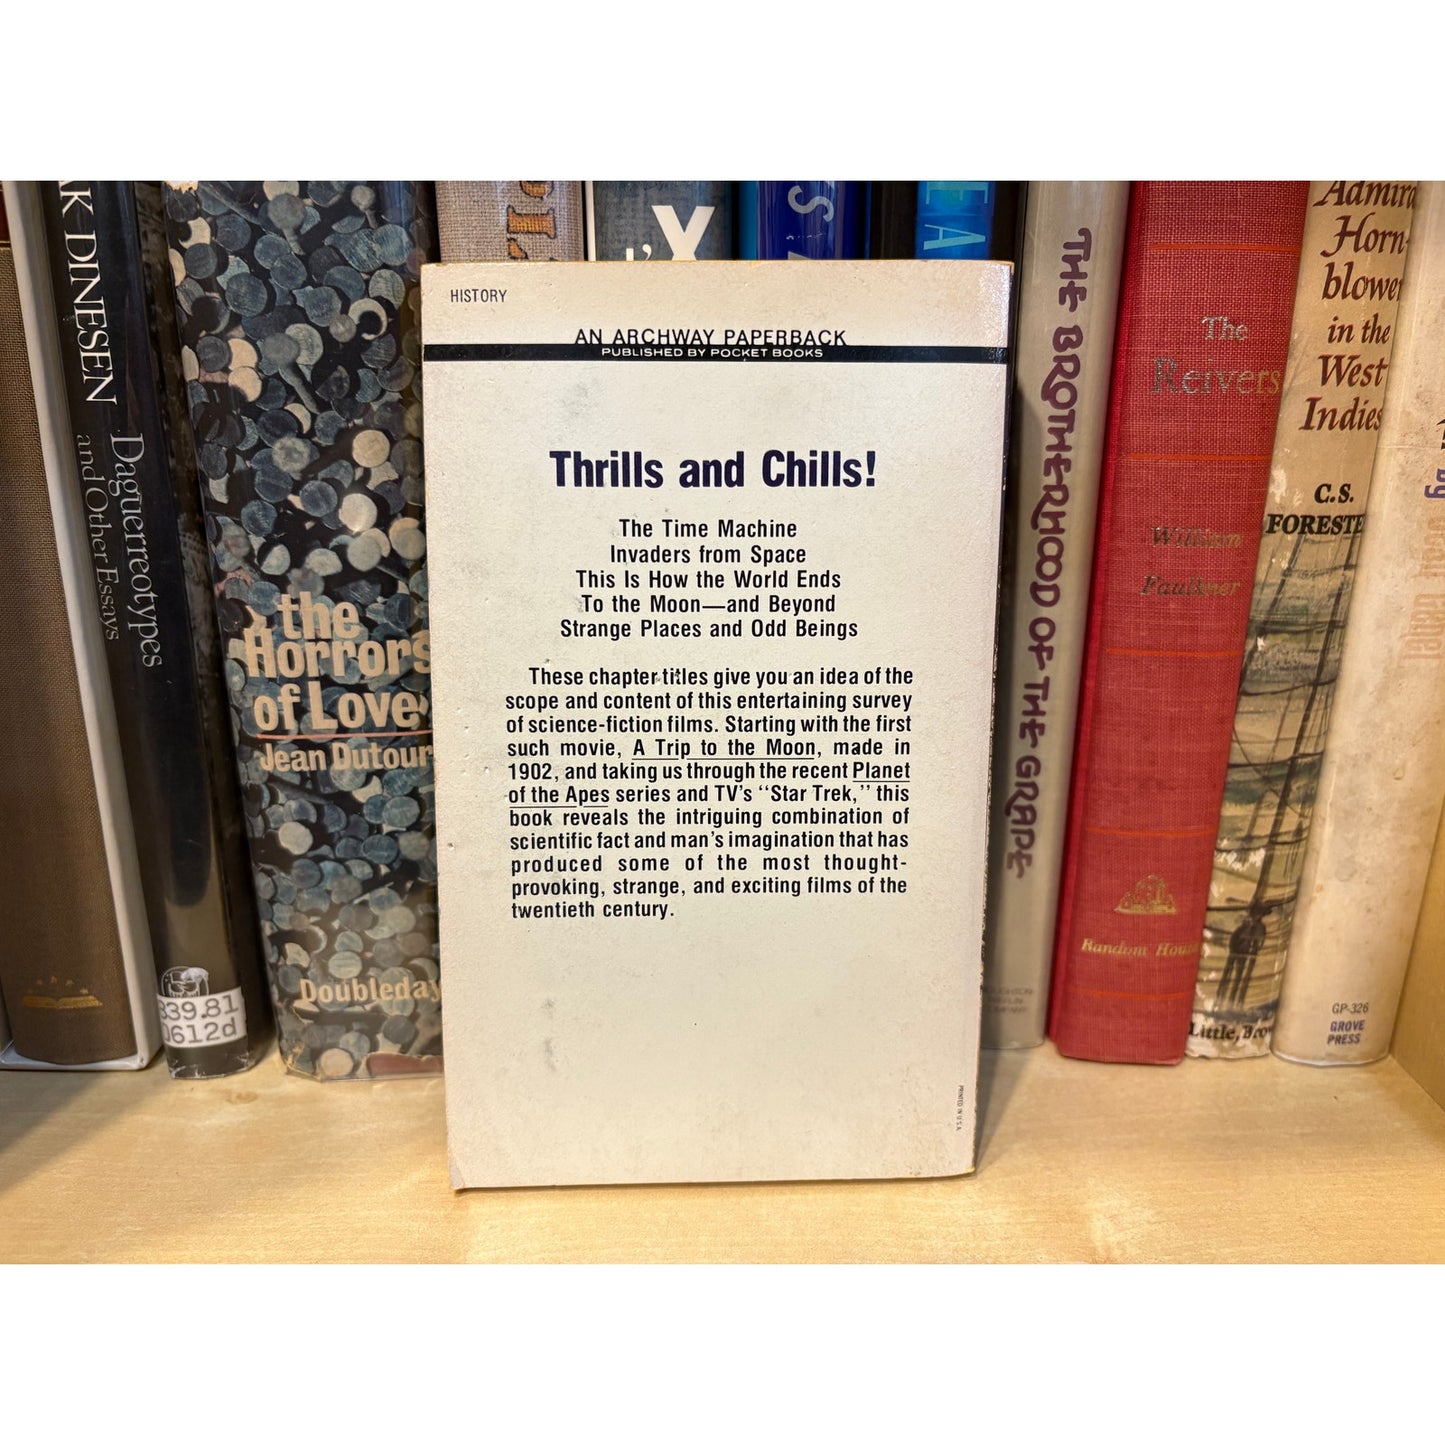 AK DINESEN
Daguerreotypes
and Other Essays
839.81
D612d
the
Horrors
of Love
Jean Dutour
Doubleday
HISTORY
AN ARCHWAY PAPERBACK
PUBLISHED BY POCKET BOOKS
Thrills and Chills!
The Time Machine
Invaders from Space
This Is How the World Ends
To the Moon—and Beyond
Strange Places and Odd Beings
These chapter titles give you an idea of the
scope and content of this entertaining survey
of science-fiction films. Starting with the first
such movie, A Trip to the Moon, made in
1902, and taking us through the recent Planet
of the Apes series and TV's "Star Trek," this
book reveals the intriguing combination of
scientific fact and man's imagination that has
produced some of the most thought-
provoking, strange, and exciting films of the
twentieth century.
PRINTED IN U.S.A.
THE BROTHERHOOD OF THE GRAPE
The
Reivers
William
Faulkner
Random House
Admiral
Horn-
blower
in the
West
Indies
C.S.
FORESTE
Little, Brow
By
GP-326
GROVE
PRESS